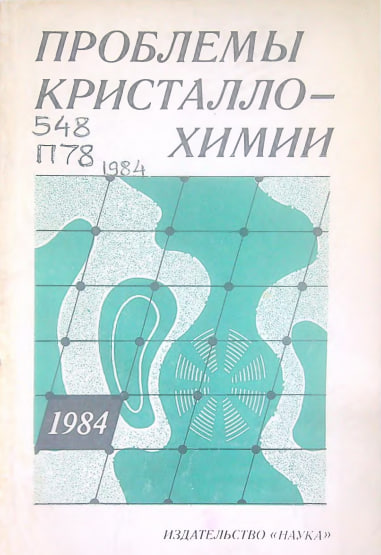 ПРОБЛЕМЫ
КРИСТАЛЛО-
ХИМИИ
548
П78 1984
1984
ИЗДАТЕЛЬСТВО «НАУКА»